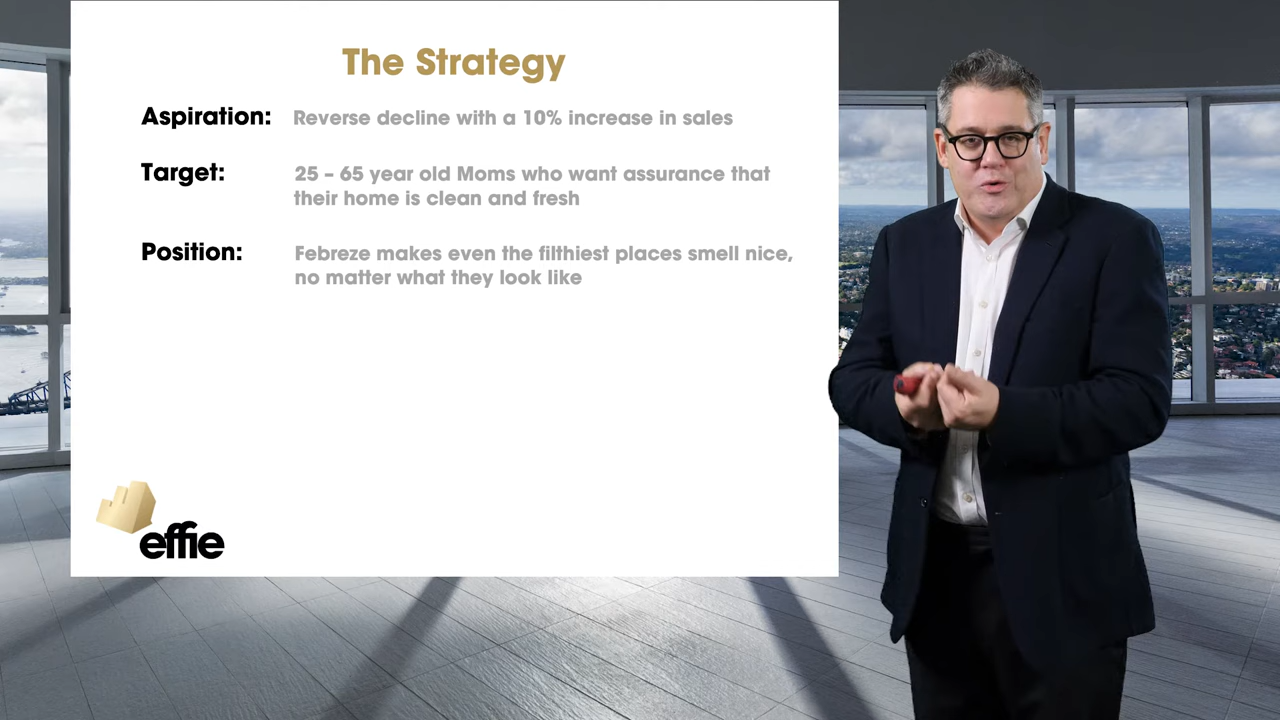 The Strategy
Aspiration: Reverse decline with a 10% increase in sales
Target: 25 – 65 year old Moms who want assurance that
their home is clean and fresh
Position: Febreze makes even the filthiest places smell nice,
no matter what they look like
effie